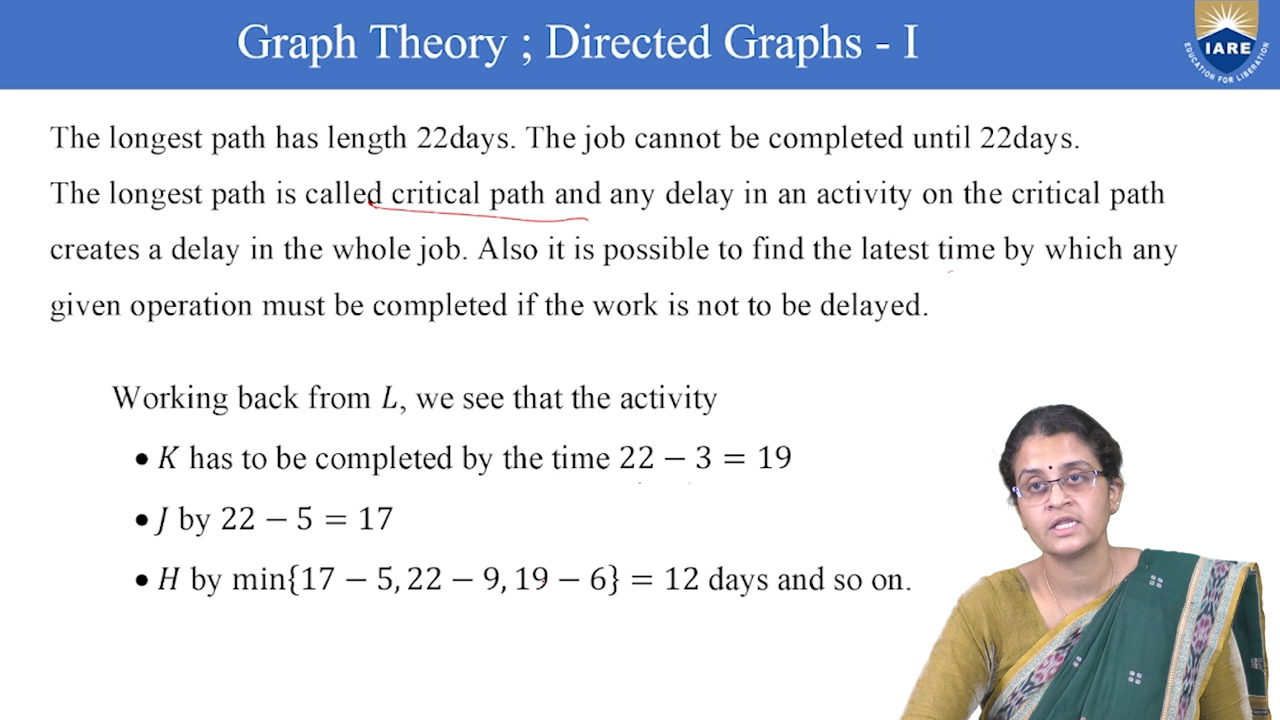 Graph Theory ; Directed Graphs - I
IARE
EDUCATION FOR LIBERATION
The longest path has length 22days. The job cannot be completed until 22days.
The longest path is called critical path and any delay in an activity on the critical path
creates a delay in the whole job. Also it is possible to find the latest time by which any
given operation must be completed if the work is not to be delayed.
Working back from L, we see that the activity
• K has to be completed by the time 22 − 3 = 19
• J by 22 − 5 = 17
• H by min{17 − 5, 22 − 9, 19 − 6} = 12 days and so on.